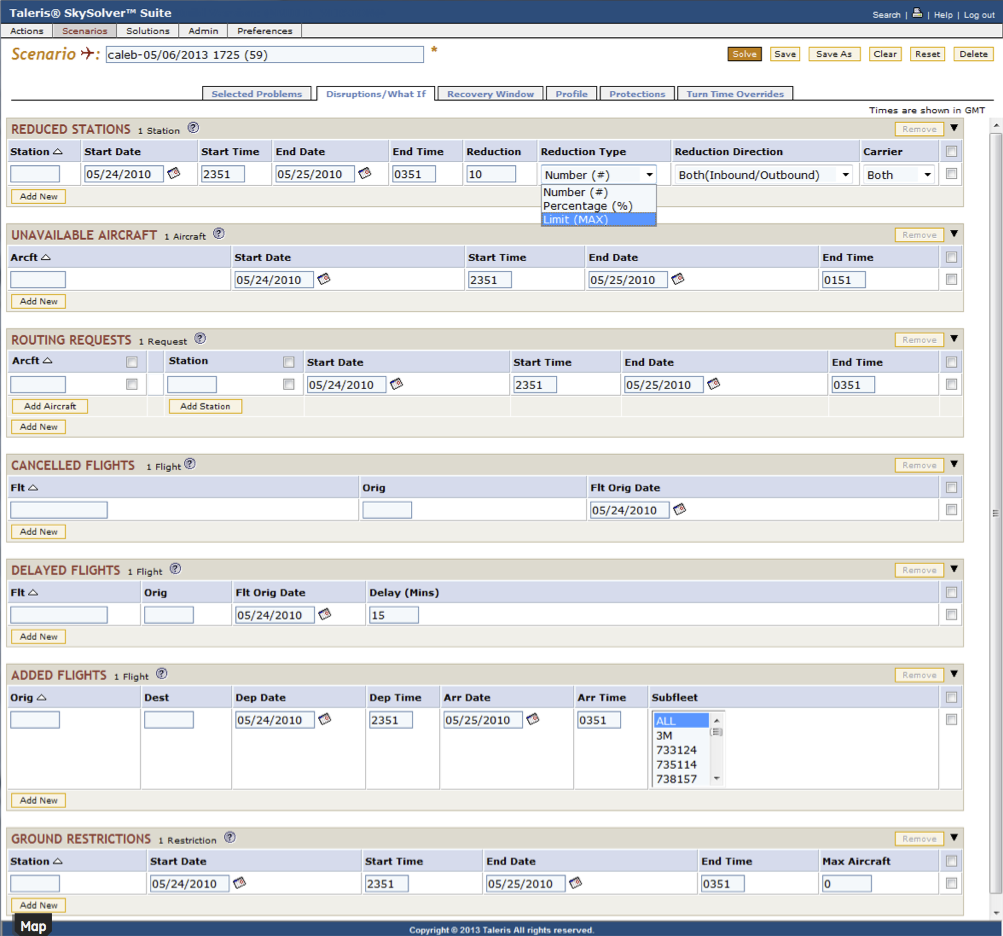 Taleris® SkySolver™ Suite
Search | | Help | Log out
Actions Scenarios Solutions Admin Preferences
Scenario : caleb-05/06/2013 1725 (59) *
Solve Save Save As Clear Reset Delete
Selected Problems Disruptions/What If Recovery Window Profile Protections Turn Time Overrides
Times are shown in GMT
REDUCED STATIONS 1 Station ? Remove
Station Start Date Start Time End Date End Time Reduction Reduction Type Reduction Direction Carrier
05/24/2010 2351 05/25/2010 0351 10 Number (#) Both(Inbound/Outbound) Both
Number (#)
Percentage (%)
Limit (MAX)
Add New
UNAVAILABLE AIRCRAFT 1 Aircraft ? Remove
Arcft Start Date Start Time End Date End Time
05/24/2010 2351 05/25/2010 0151
Add New
ROUTING REQUESTS 1 Request ? Remove
Arcft Station Start Date Start Time End Date End Time
05/24/2010 2351 05/25/2010 0351
Add Aircraft Add Station
Add New
CANCELLED FLIGHTS 1 Flight ? Remove
Flt Orig Flt Orig Date
05/24/2010
Add New
DELAYED FLIGHTS 1 Flight ? Remove
Flt Orig Flt Orig Date Delay (Mins)
05/24/2010 15
Add New
ADDED FLIGHTS 1 Flight ? Remove
Orig Dest Dep Date Dep Time Arr Date Arr Time Subfleet
05/24/2010 2351 05/25/2010 0351 ALL
3M
733124
735114
738157
Add New
GROUND RESTRICTIONS 1 Restriction ? Remove
Station Start Date Start Time End Date End Time Max Aircraft
05/24/2010 2351 05/25/2010 0351 0
Add New
Map
Copyright © 2013 Taleris All rights reserved.